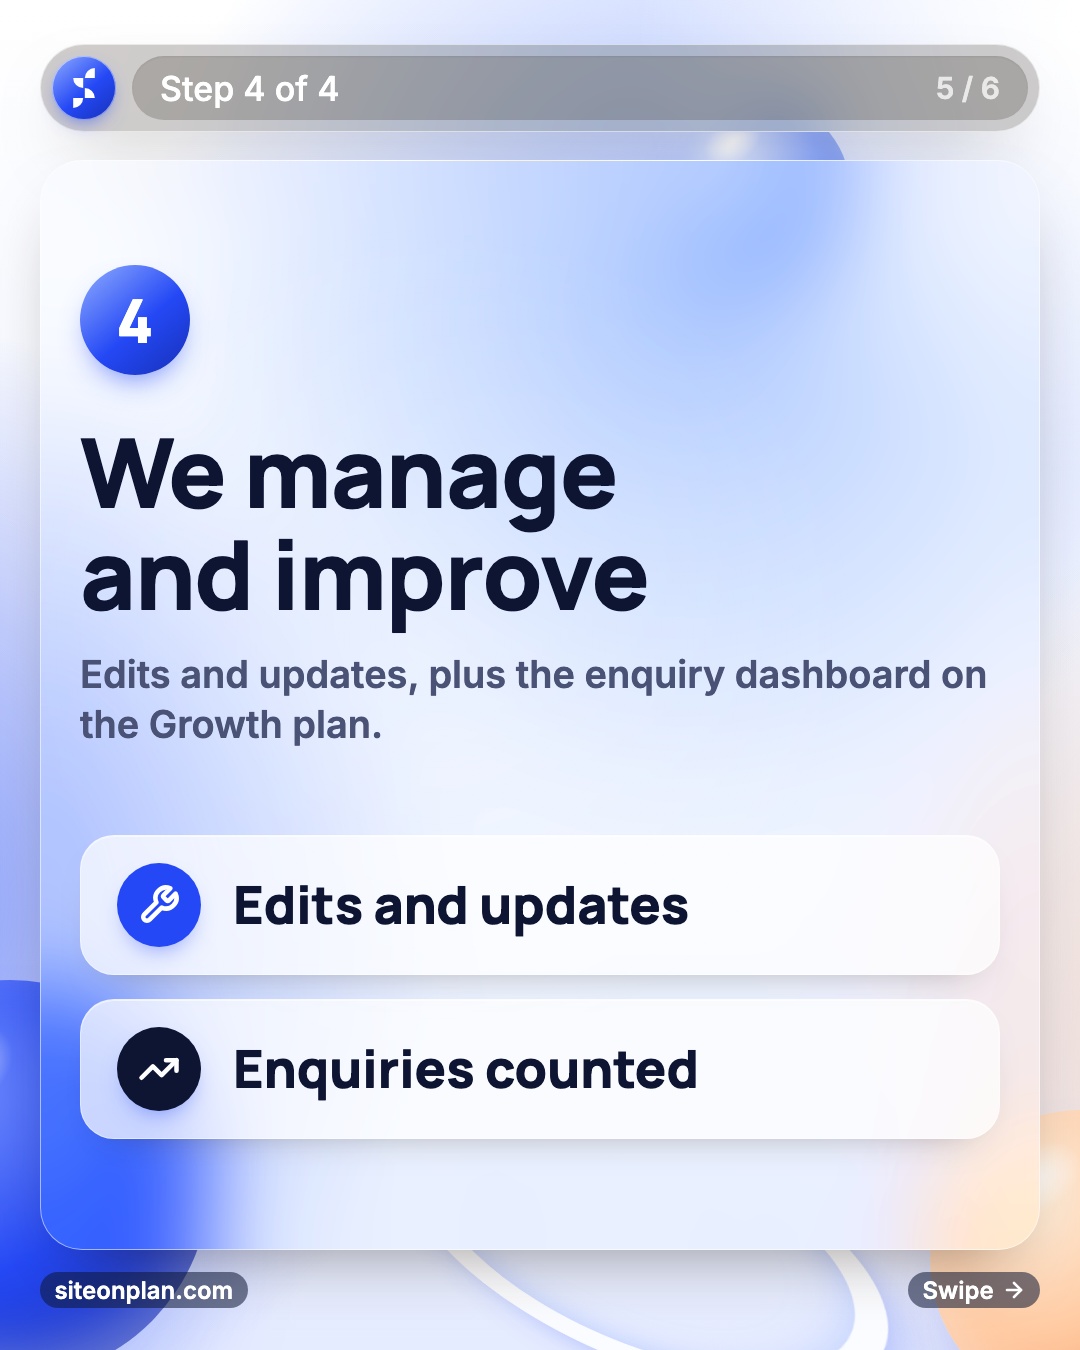 Step 4 of 4
5 / 6
4
We manage
and improve
Edits and updates, plus the enquiry dashboard on
the Growth plan.
Edits and updates
Enquiries counted
siteonplan.com
Swipe →